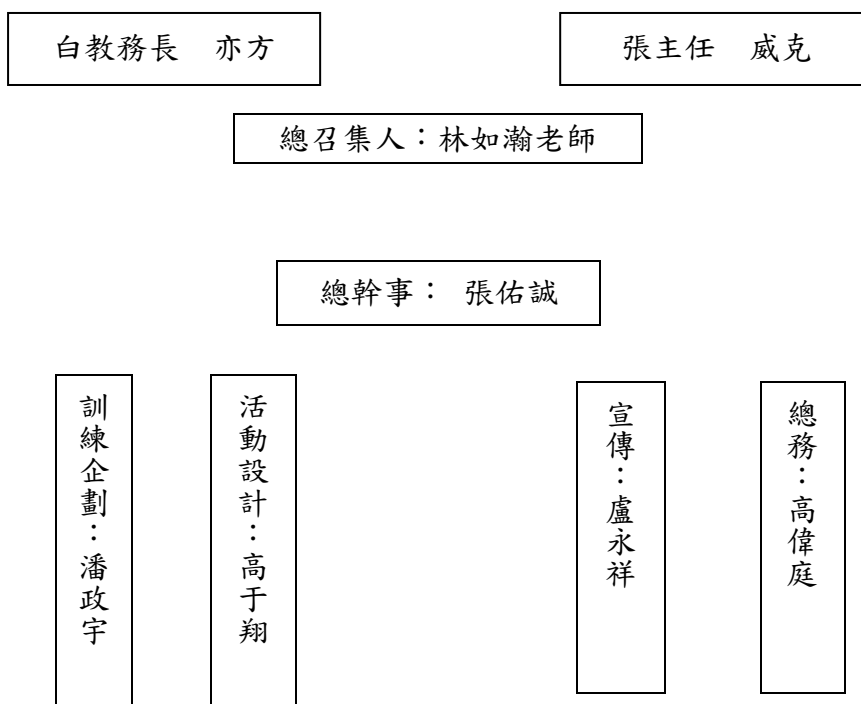 白教務長 亦方
張主任 威克
總召集人：林如瀚老師
總幹事： 張佑誠
訓練企劃：潘政宇
活動設計：高于翔
宣傳：盧永祥
總務：高偉庭